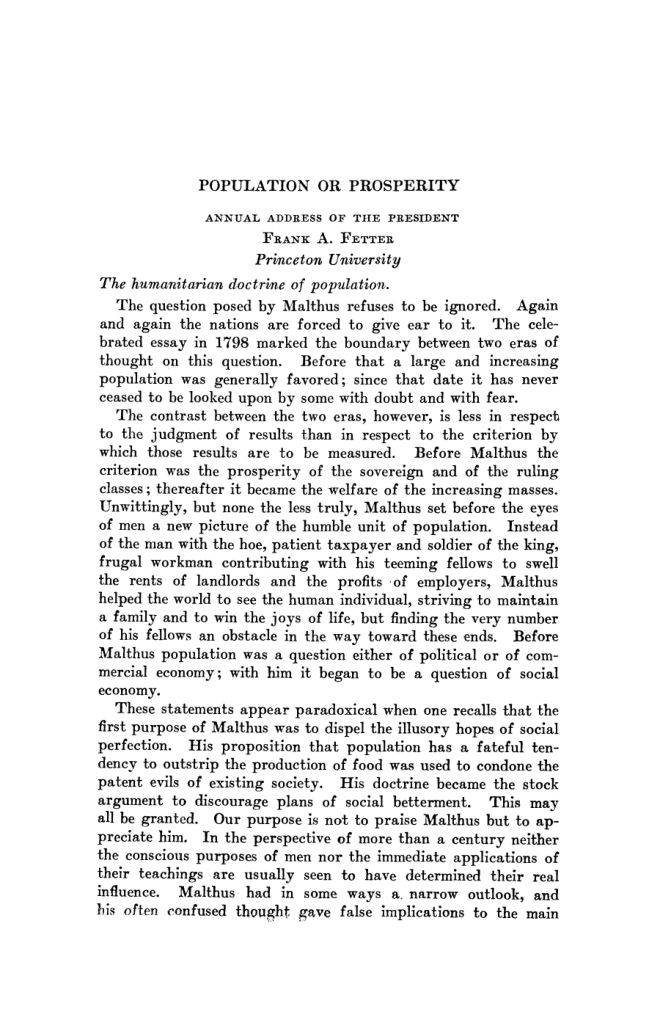 POPULATION OR PROSPERITY
ANNUAL ADDRESS OF THE PRESIDENT
FRANK A. FETTER
Princeton University
The humanitarian doctrine of population.
The question posed by Malthus refuses to be ignored. Again
and again the nations are forced to give ear to it. The cele-
brated essay in 1798 marked the boundary between two eras of
thought on this question. Before that a large and increasing
population was generally favored; since that date it has never
ceased to be looked upon by some with doubt and with fear.
The contrast between the two eras, however, is less in respect
to the judgment of results than in respect to the criterion by
which those results are to be measured. Before Malthus the
criterion was the prosperity of the sovereign and of the ruling
classes; thereafter it became the welfare of the increasing masses.
Unwittingly, but none the less truly, Malthus set before the eyes
of men a new picture of the humble unit of population. Instead
of the man with the hoe, patient taxpayer and soldier of the king,
frugal workman contributing with his teeming fellows to swell
the rents of landlords and the profits of employers, Malthus
helped the world to see the human individual, striving to maintain
a family and to win the joys of life, but finding the very number
of his fellows an obstacle in the way toward these ends. Before
Malthus population was a question either of political or of com-
mercial economy; with him it began to be a question of social
economy.
These statements appear paradoxical when one recalls that the
first purpose of Malthus was to dispel the illusory hopes of social
perfection. His proposition that population has a fateful ten-
dency to outstrip the production of food was used to condone the
patent evils of existing society. His doctrine became the stock
argument to discourage plans of social betterment. This may
all be granted. Our purpose is not to praise Malthus but to ap-
preciate him. In the perspective of more than a century neither
the conscious purposes of men nor the immediate applications of
their teachings are usually seen to have determined their real
influence. Malthus had in some ways a narrow outlook, and
his often confused thought gave false implications to the main